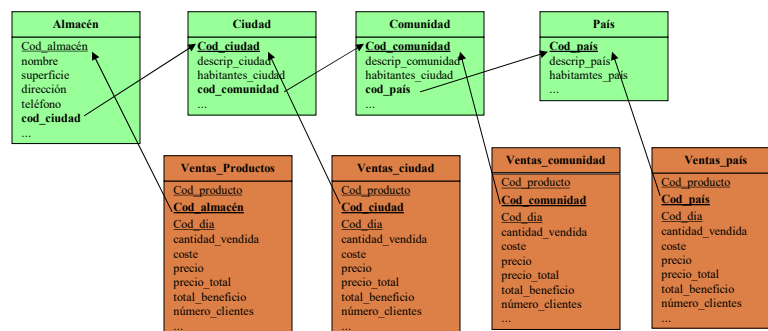 Almacén
Cod_almacén
nombre
superficie
dirección
teléfono
cod_ciudad
...
Ciudad
Cod_ciudad
descrip_ciudad
habitantes_ciudad
cod_comunidad
...
Comunidad
Cod_comunidad
descrip_comunidad
habitantes_ciudad
cod_país
...
País
Cod_país
descrip_país
habitamtes_país
...
Ventas_Productos
Cod_producto
Cod_almacén
Cod_dia
cantidad_vendida
coste
precio
precio_total
total_beneficio
número_clientes
...
Ventas_ciudad
Cod_producto
Cod_ciudad
Cod_dia
cantidad_vendida
coste
precio
precio_total
total_beneficio
número_clientes
...
Ventas_comunidad
Cod_producto
Cod_comunidad
Cod_dia
cantidad_vendida
coste
precio
precio_total
total_beneficio
número_clientes
...
Ventas_país
Cod_producto
Cod_país
Cod_dia
cantidad_vendida
coste
precio
precio_total
total_beneficio
número_clientes
...